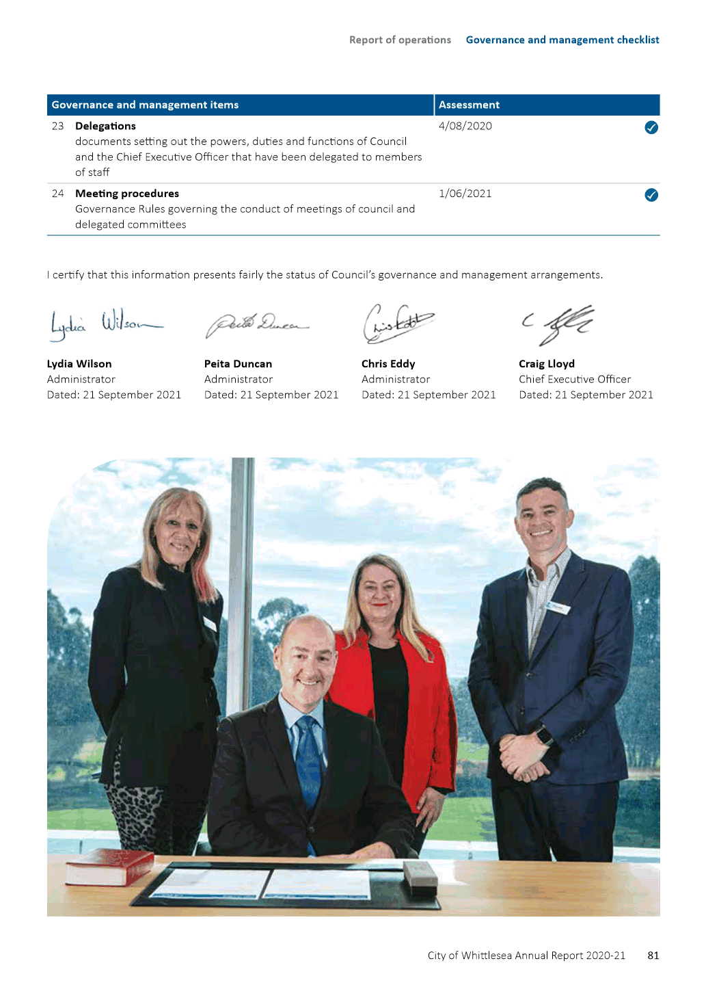 Report of operations Governance and management checklist
Governance and management items Assessment
23 Delegations 4/08/2020
documents setting out the powers, duties and functions of Council
and the Chief Executive Officer that have been delegated to members
of staff
24 Meeting procedures 1/06/2021
Governance Rules governing the conduct of meetings of council and
delegated committees
I certify that this information presents fairly the status of Council’s governance and management arrangements.
Lydia Wilson Peita Duncan Chris Eddy
Lydia Wilson Peita Duncan Chris Eddy Craig Lloyd
Administrator Administrator Administrator Chief Executive Officer
Dated: 21 September 2021 Dated: 21 September 2021 Dated: 21 September 2021 Dated: 21 September 2021
City of Whittlesea Annual Report 2020-21 81